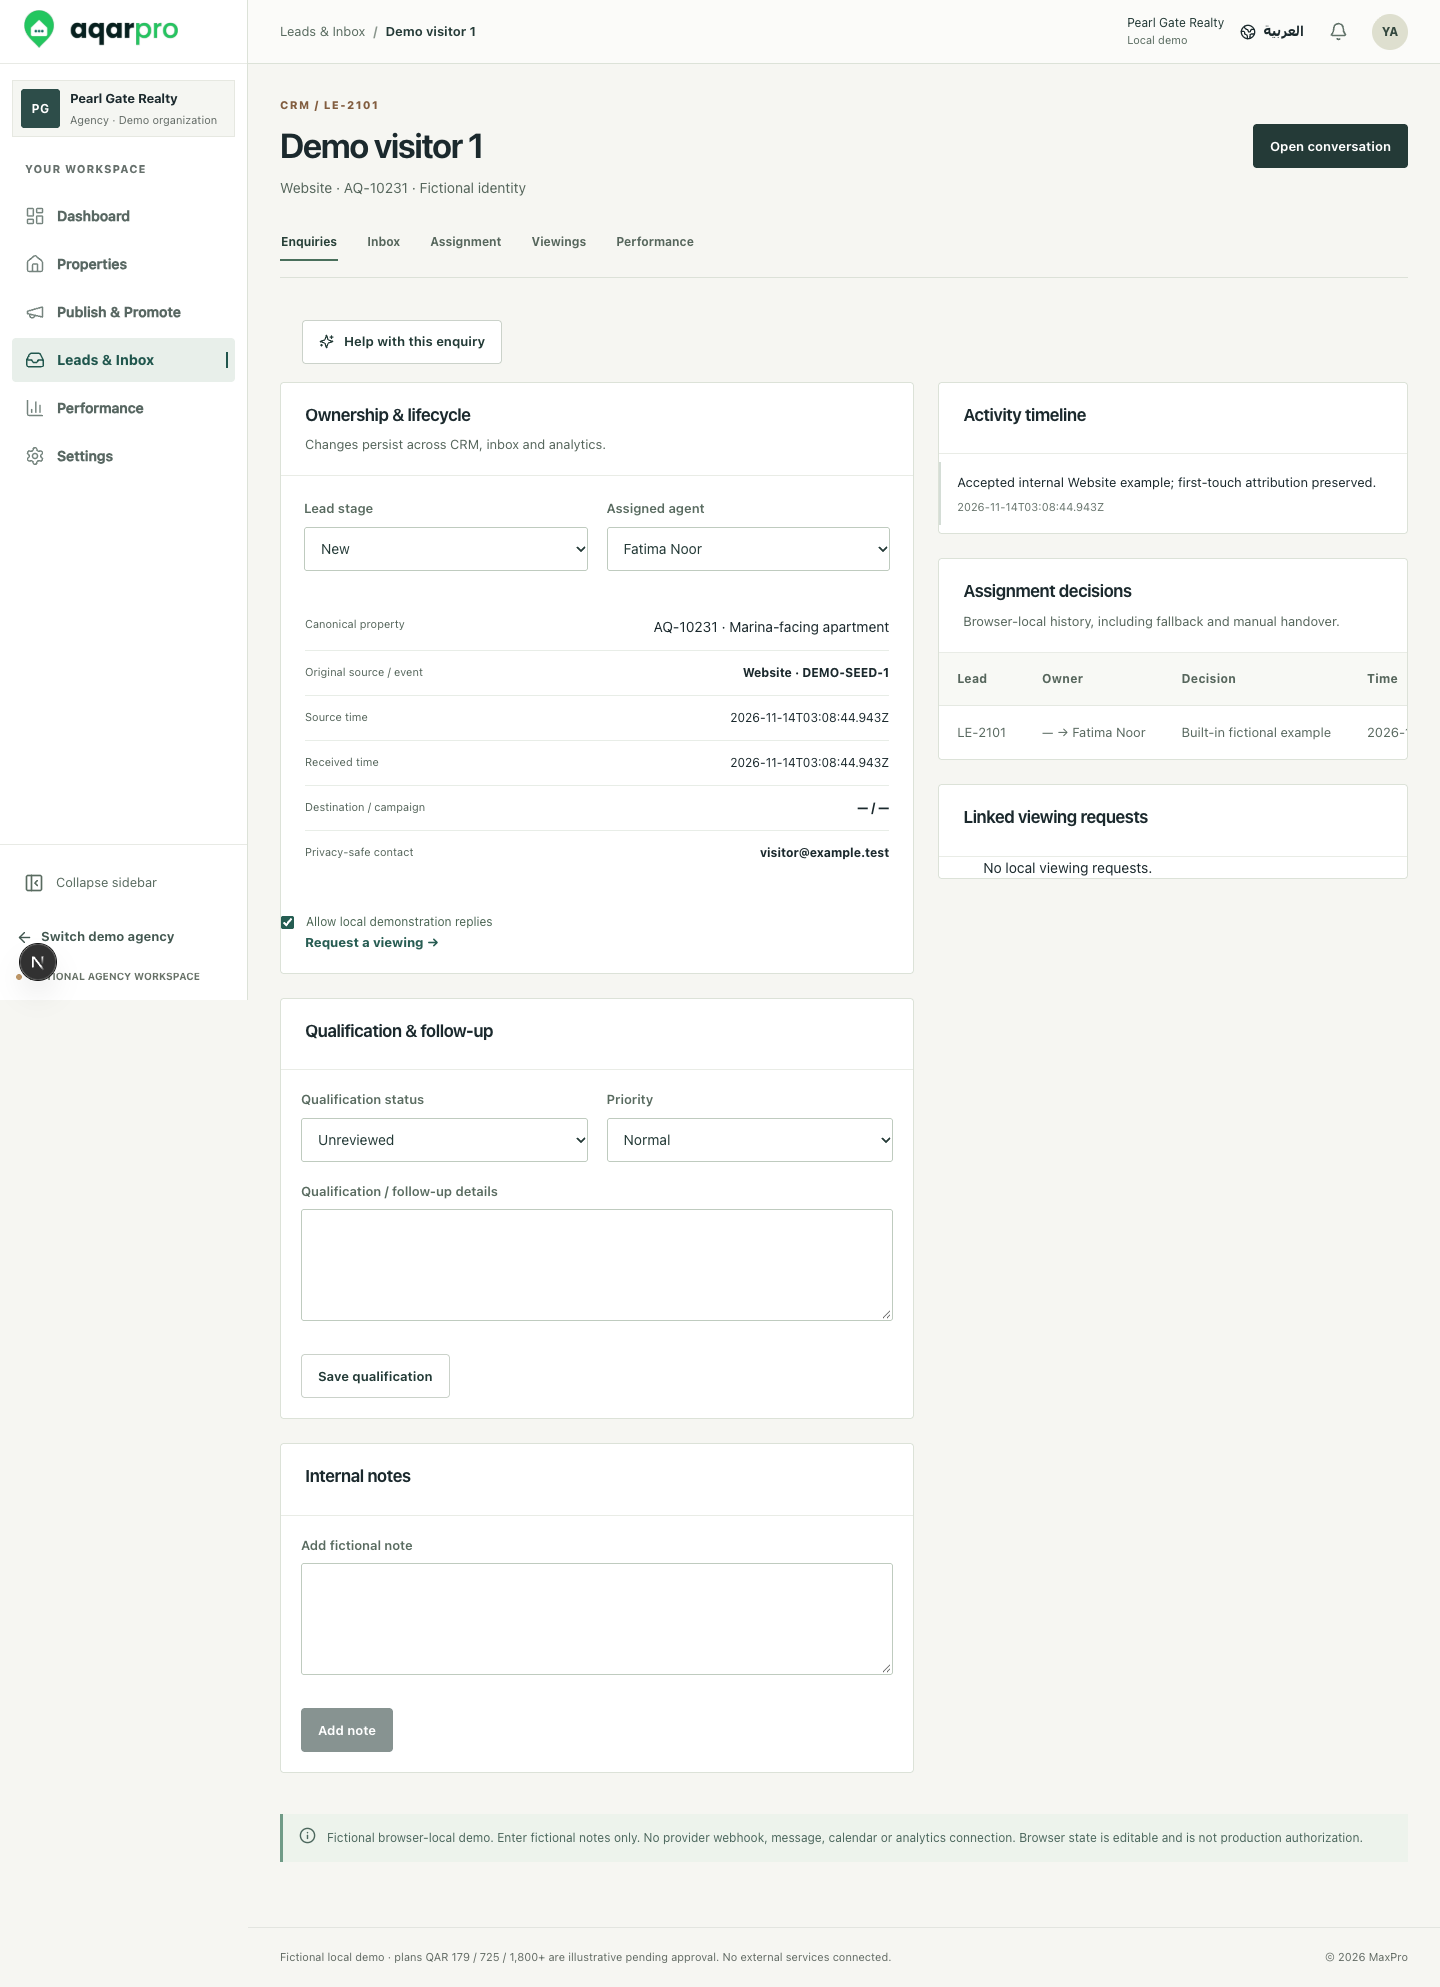 aqarpro
Leads & Inbox / Demo visitor 1
Pearl Gate Realty
Local demo
العربية
YA
PG
Pearl Gate Realty
Agency · Demo organization
YOUR WORKSPACE
Dashboard
Properties
Publish & Promote
Leads & Inbox
Performance
Settings
Collapse sidebar
Switch demo agency
N
IONAL AGENCY WORKSPACE
CRM / LE-2101
Demo visitor 1
Open conversation
Website · AQ-10231 · Fictional identity
Enquiries Inbox Assignment Viewings Performance
Help with this enquiry
Ownership & lifecycle
Changes persist across CRM, inbox and analytics.
Lead stage Assigned agent
New Fatima Noor
Canonical property AQ-10231 · Marina-facing apartment
Original source / event Website · DEMO-SEED-1
Source time 2026-11-14T03:08:44.943Z
Received time 2026-11-14T03:08:44.943Z
Destination / campaign — / —
Privacy-safe contact visitor@example.test
Allow local demonstration replies
Request a viewing →
Activity timeline
Accepted internal Website example; first-touch attribution preserved.
2026-11-14T03:08:44.943Z
Assignment decisions
Browser-local history, including fallback and manual handover.
Lead Owner Decision Time
LE-2101 — → Fatima Noor Built-in fictional example 2026-
Linked viewing requests
No local viewing requests.
Qualification & follow-up
Qualification status Priority
Unreviewed Normal
Qualification / follow-up details
Save qualification
Internal notes
Add fictional note
Add note
Fictional browser-local demo. Enter fictional notes only. No provider webhook, message, calendar or analytics connection. Browser state is editable and is not production authorization.
Fictional local demo · plans QAR 179 / 725 / 1,800+ are illustrative pending approval. No external services connected.
© 2026 MaxPro